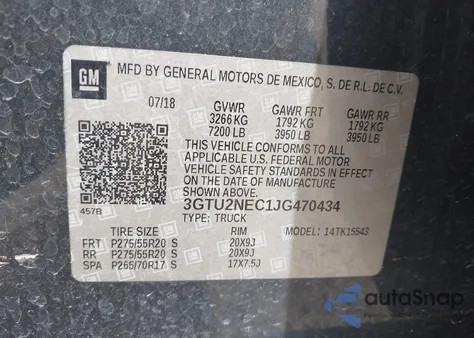 GM
MFD BY GENERAL MOTORS DE MEXICO, S. DE R.L. DE C.V.
07/18 GVWR GAWR FRT GAWR RR
3266 KG 1792 KG 1792 KG
7200 LB 3950 LB 3950 LB
THIS VEHICLE CONFORMS TO ALL
APPLICABLE U.S. FEDERAL MOTOR
VEHICLE SAFETY STANDARDS IN
EFFECT ON THE DATE OF
MANUFACTURE SHOWN ABOVE.
457B
3GTU2NEC1JG470434
TYPE: TRUCK MODEL: 14TK15543
TIRE SIZE RIM
FRT P275/55R20 S 20X9J
RR P275/55R20 S 20X9J
SPA P265/70R17 S 17X7.5J
autoSnap